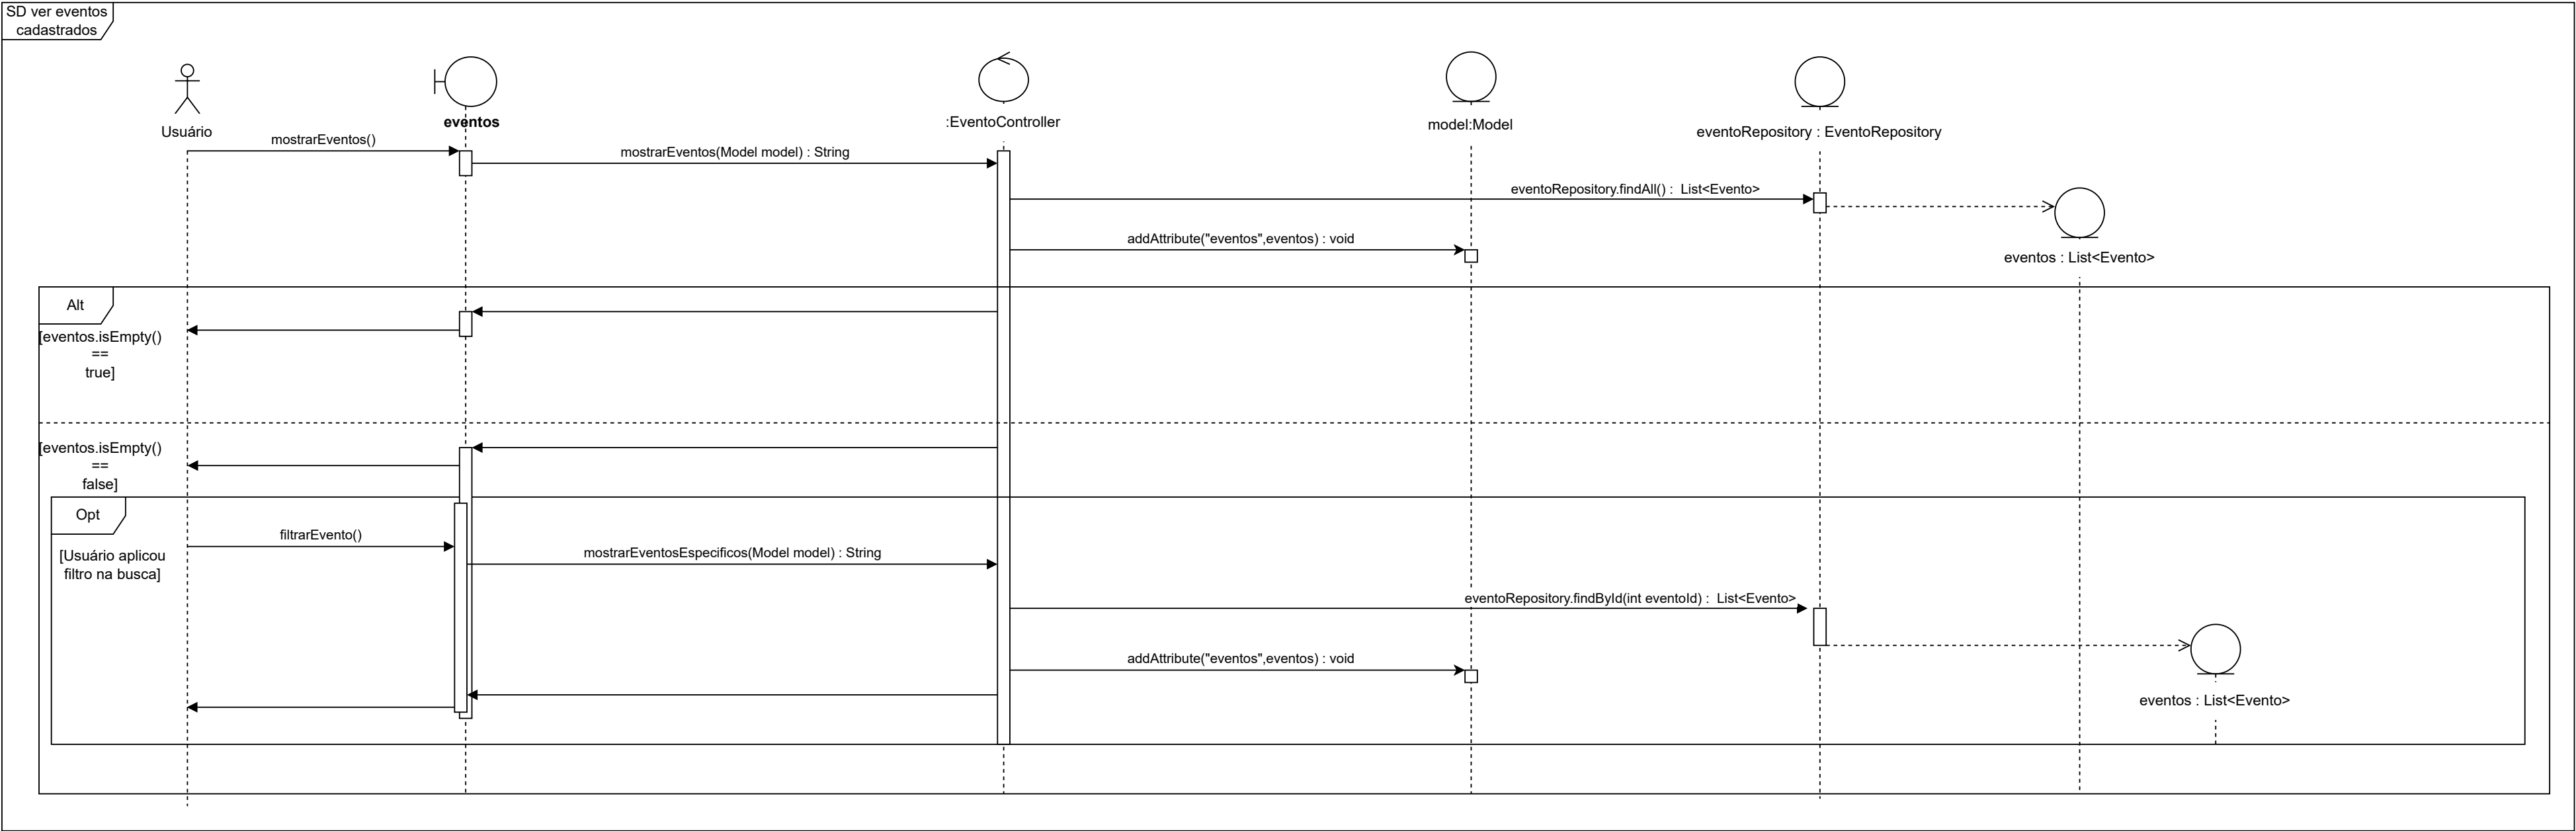 SD ver eventos
cadastrados
Usuário
eventos
:EventoController
model:Model
eventoRepository : EventoRepository
mostrarEventos()
mostrarEventos(Model model) : String
eventoRepository.findAll() :  List<Evento>
addAttribute("eventos",eventos) : void
eventos : List<Evento>
Alt
[eventos.isEmpty()
==
true]
[eventos.isEmpty()
==
false]
Opt
[Usuário aplicou
filtro na busca]
filtrarEvento()
mostrarEventosEspecificos(Model model) : String
eventoRepository.findById(int eventoId) :  List<Evento>
addAttribute("eventos",eventos) : void
eventos : List<Evento>